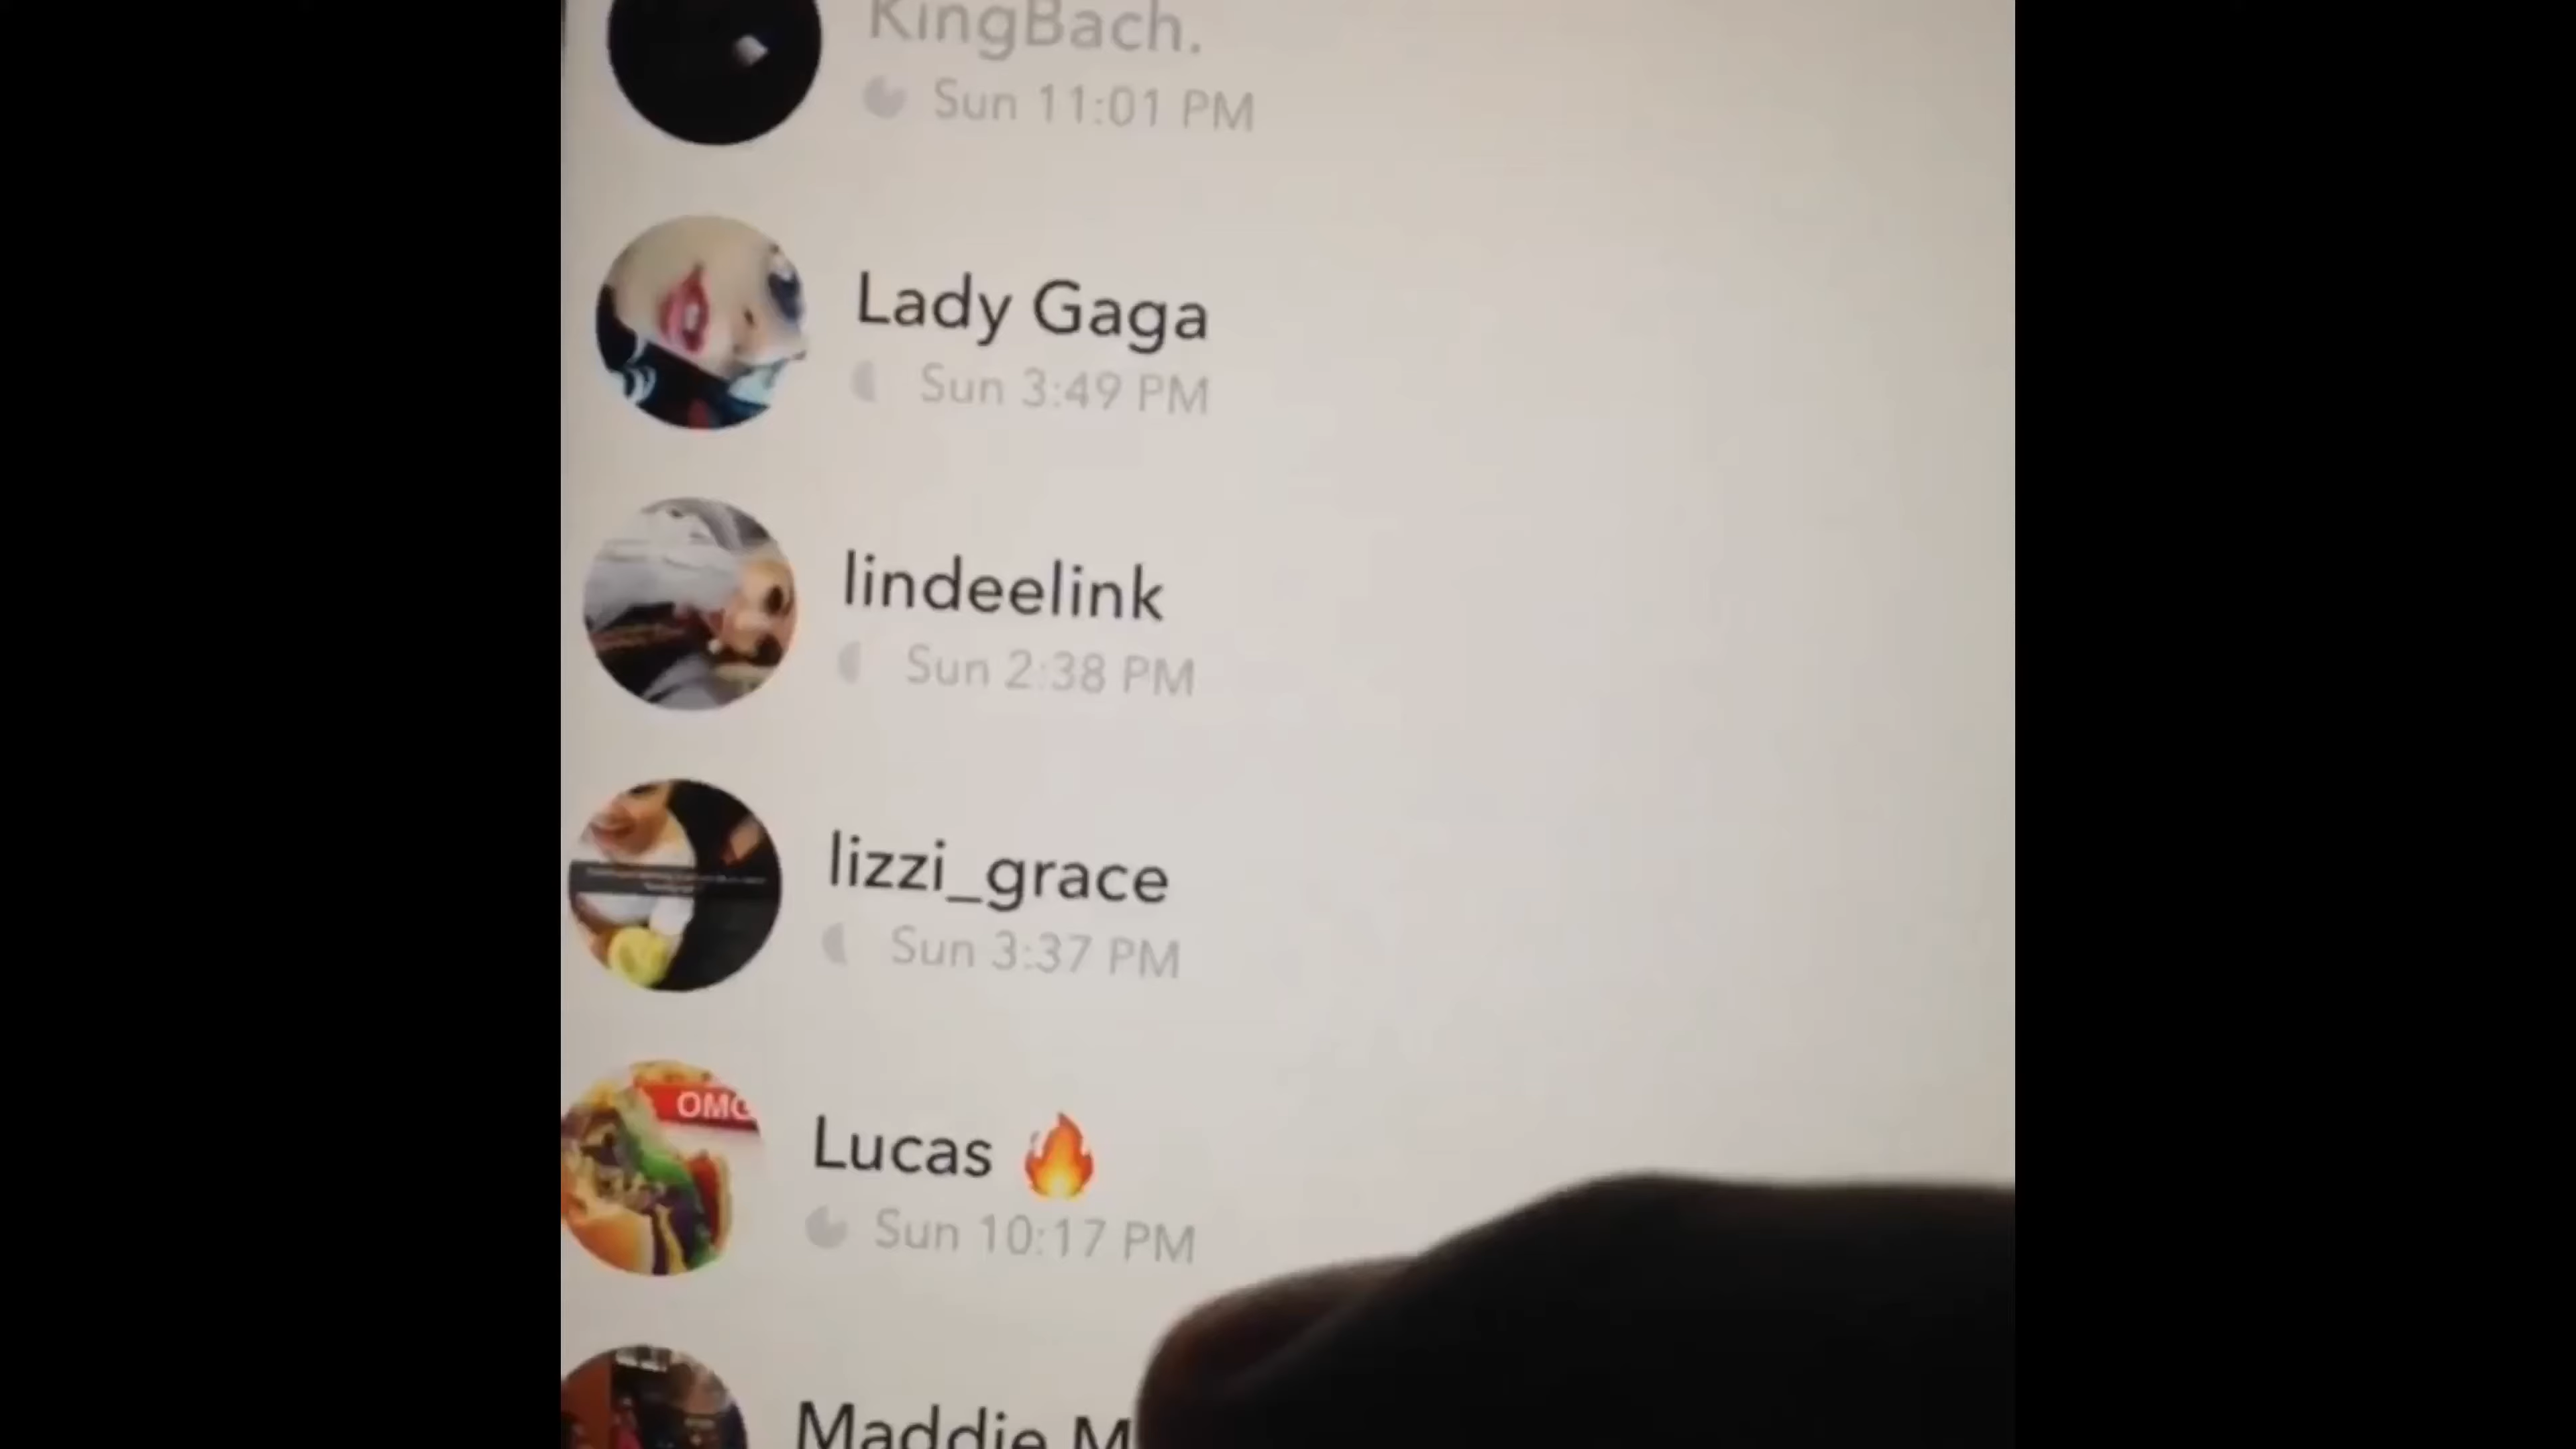 KingBach.
Sun 11:01 PM
Lady Gaga
Sun 3:49 PM
lindeelink
Sun 2:38 PM
lizzi_grace
Sun 3:37 PM
OMG
Lucas 🔥
Sun 10:17 PM
Maddie M